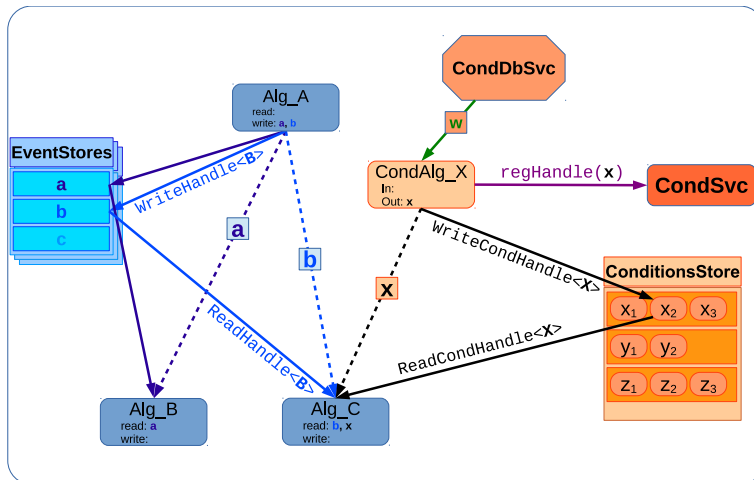 CondDbSvc
Alg_A
read:
write: a, b
w
EventStores
a
b
c
WriteHandle<B>
CondAlg_X
In:
Out: x
regHandle(x)
CondSvc
a
b
x
WriteCondHandle<X>
ConditionsStore
x1 x2 x3
y1 y2
z1 z2 z3
ReadHandle<B>
ReadCondHandle<X>
Alg_B
read: a
write:
Alg_C
read: b, x
write: